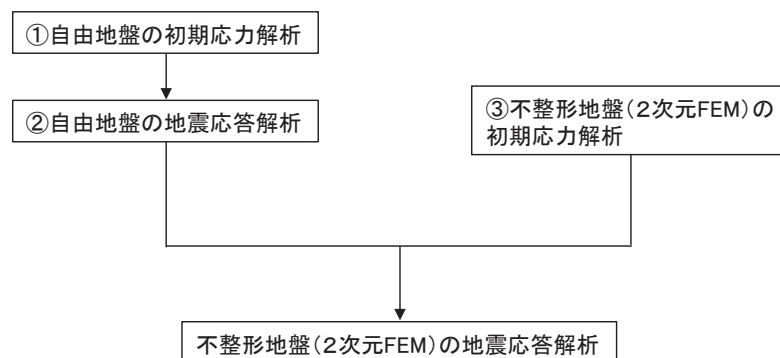 ①自由地盤の初期応力解析
②自由地盤の地震応答解析
③不整形地盤(2次元FEM)の
初期応力解析
不整形地盤(2次元FEM)の地震応答解析